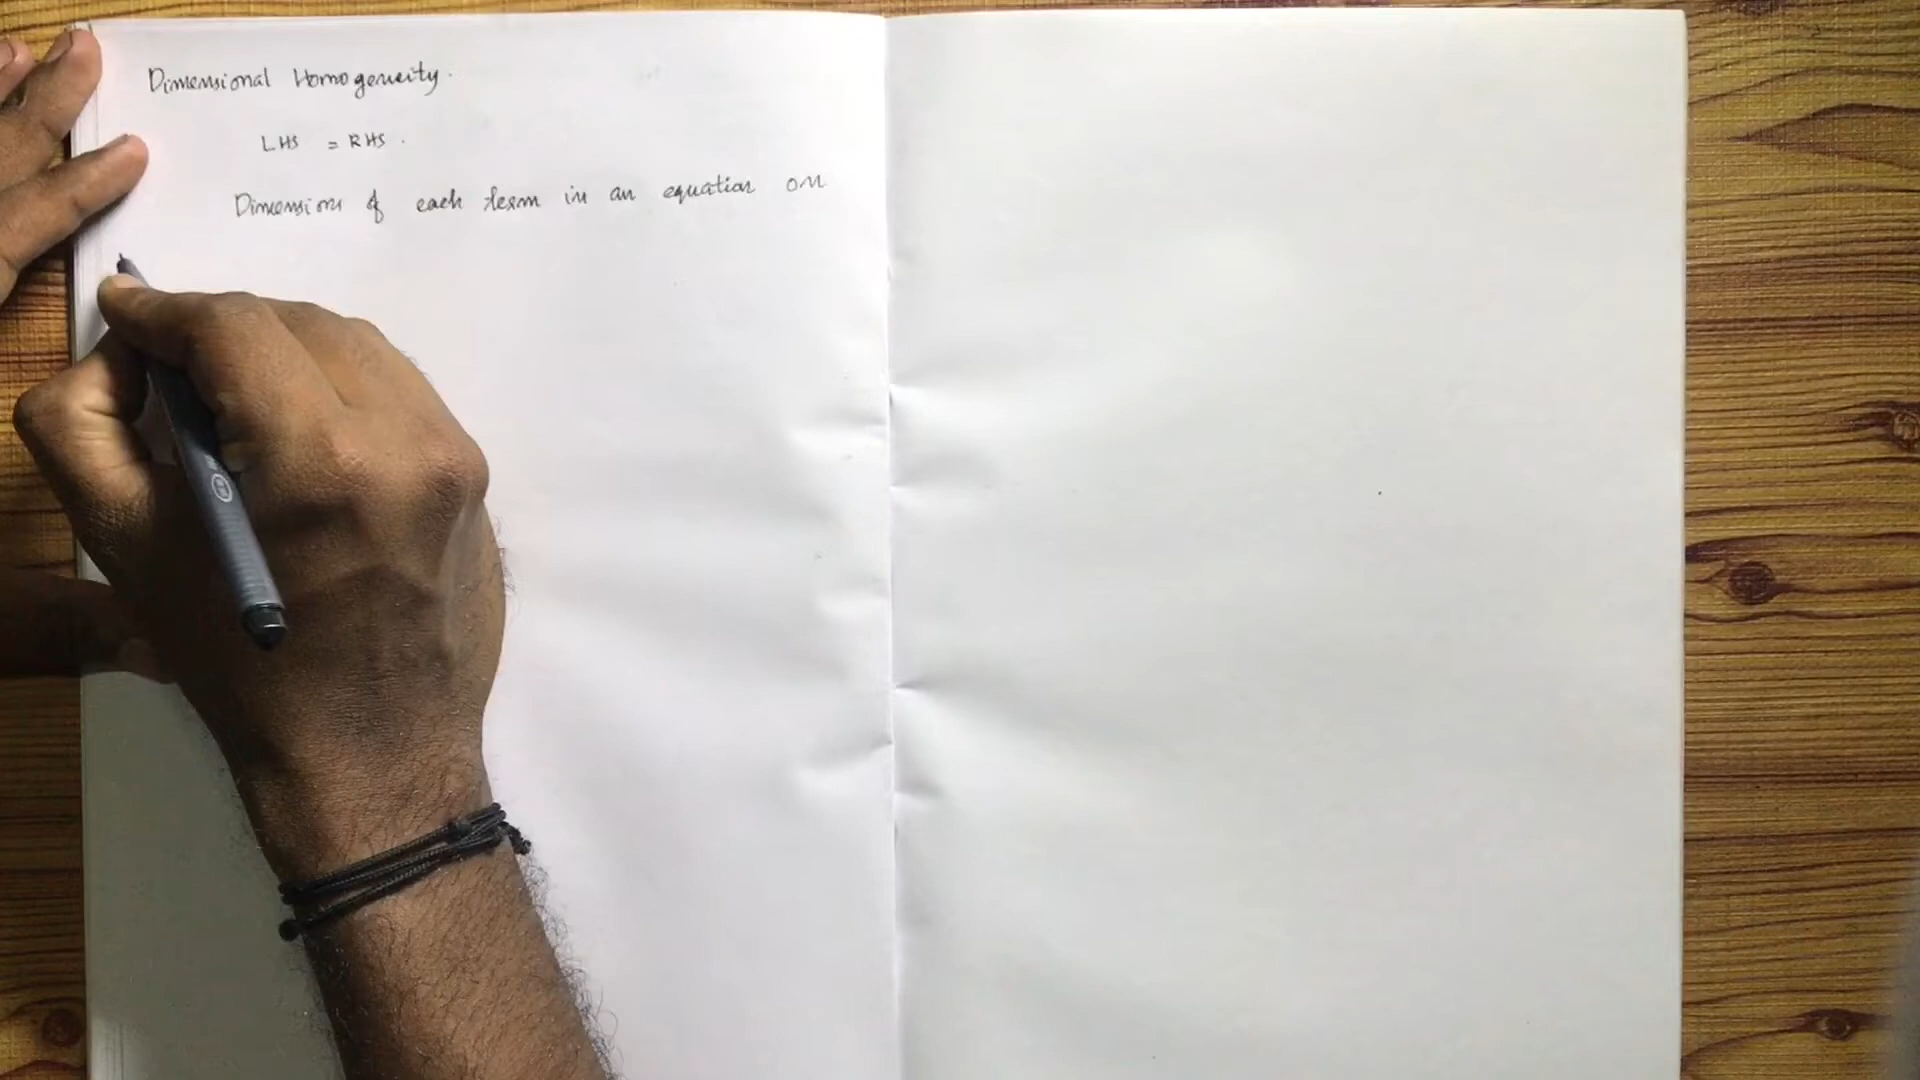 Dimensional Homogeneity.
LHS = RHS.
Dimensions of each term in an equation on